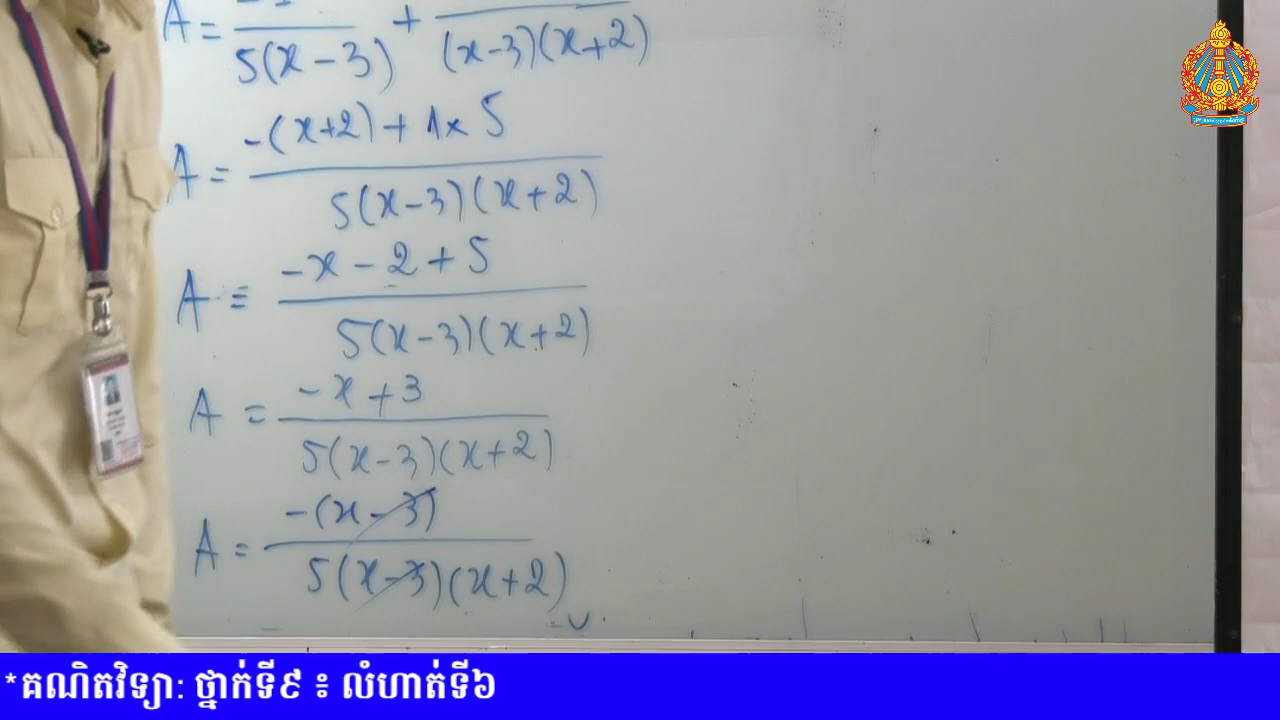 A = 5(x-3) + (x-3)(x+2)
A = -(x+2) + 1 × 5 / 5(x-3)(x+2)
A = -x - 2 + 5 / 5(x-3)(x+2)
A = -x + 3 / 5(x-3)(x+2)
A = -(x-3) / 5(x-3)(x+2)
*គណិតវិទ្យា: ថ្នាក់ទី៩ ៖ លំហាត់ទី៦